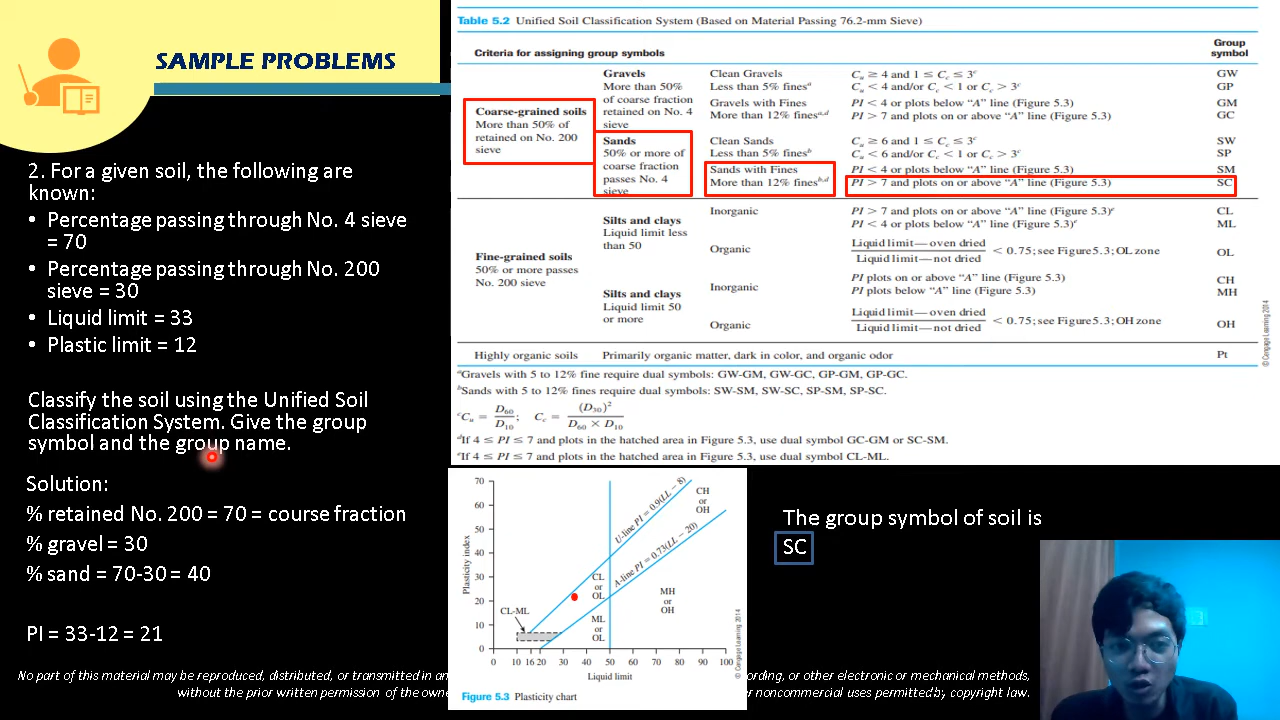 SAMPLE PROBLEMS
2. For a given soil, the following are
known:
• Percentage passing through No. 4 sieve
= 70
• Percentage passing through No. 200
sieve = 30
• Liquid limit = 33
• Plastic limit = 12
Classify the soil using the Unified Soil
Classification System. Give the group
symbol and the group name.
Solution:
% retained No. 200 = 70 = course fraction
% gravel = 30
% sand = 70-30 = 40
PI = 33-12 = 21
Table 5.2 Unified Soil Classification System (Based on Material Passing 76.2-mm Sieve)
Criteria for assigning group symbols
Group
symbol
Coarse-grained soils
More than 50% of
retained on No. 200
sieve
Gravels
More than 50%
of coarse fraction
retained on No. 4
sieve
Clean Gravels
Less than 5% finesᵃ
Gravels with Fines
More than 12% finesᵃ,ᵈ
Cᵤ ≥ 4 and 1 ≤ C꜀ ≤ 3ᶜ GW
Cᵤ < 4 and/or C꜀ < 1 or C꜀ > 3ᶜ GP
PI < 4 or plots below “A” line (Figure 5.3) GM
PI > 7 and plots on or above “A” line (Figure 5.3) GC
Sands
50% or more of
coarse fraction
passes No. 4
sieve
Clean Sands
Less than 5% finesᵇ
Sands with Fines
More than 12% finesᵇ,ᵈ
Cᵤ ≥ 6 and 1 ≤ C꜀ ≤ 3ᶜ SW
Cᵤ < 6 and/or C꜀ < 1 or C꜀ > 3ᶜ SP
PI < 4 or plots below “A” line (Figure 5.3) SM
PI > 7 and plots on or above “A” line (Figure 5.3) SC
Fine-grained soils
50% or more passes
No. 200 sieve
Silts and clays
Liquid limit less
than 50
Inorganic
PI > 7 and plots on or above “A” line (Figure 5.3)ᵉ CL
PI < 4 or plots below “A” line (Figure 5.3)ᵉ ML
Organic
Liquid limit—oven dried
Liquid limit—not dried
< 0.75; see Figure 5.3; OL zone OL
Silts and clays
Liquid limit 50
or more
Inorganic
PI plots on or above “A” line (Figure 5.3) CH
PI plots below “A” line (Figure 5.3) MH
Organic
Liquid limit—oven dried
Liquid limit—not dried
< 0.75; see Figure 5.3; OH zone OH
Highly organic soils Primarily organic matter, dark in color, and organic odor Pt
ᵃGravels with 5 to 12% fine require dual symbols: GW-GM, GW-GC, GP-GM, GP-GC.
ᵇSands with 5 to 12% fines require dual symbols: SW-SM, SW-SC, SP-SM, SP-SC.
ᶜCᵤ = D₆₀ / D₁₀; C꜀ = (D₃₀)² / D₆₀ × D₁₀
ᵈIf 4 ≤ PI ≤ 7 and plots in the hatched area in Figure 5.3, use dual symbol GC-GM or SC-SM.
ᵉIf 4 ≤ PI ≤ 7 and plots in the hatched area in Figure 5.3, use dual symbol CL-ML.
© Cengage Learning 2014
Plasticity index
70
60
50
40
30
20
10
0
U-line PI = 0.9(LL − 8)
A-line PI = 0.73(LL − 20)
CH
or
OH
CL
or
OL
MH
or
OH
CL-ML
ML
or
OL
0 10 16 20 30 40 50 60 70 80 90 100
Liquid limit
© Cengage Learning 2014
Figure 5.3 Plasticity chart
The group symbol of soil is
SC
No part of this material may be reproduced, distributed, or transmitted in an ording, or other electronic or mechanical methods,
without the prior written permission of the owne r noncommercial uses permitted by copyright law.